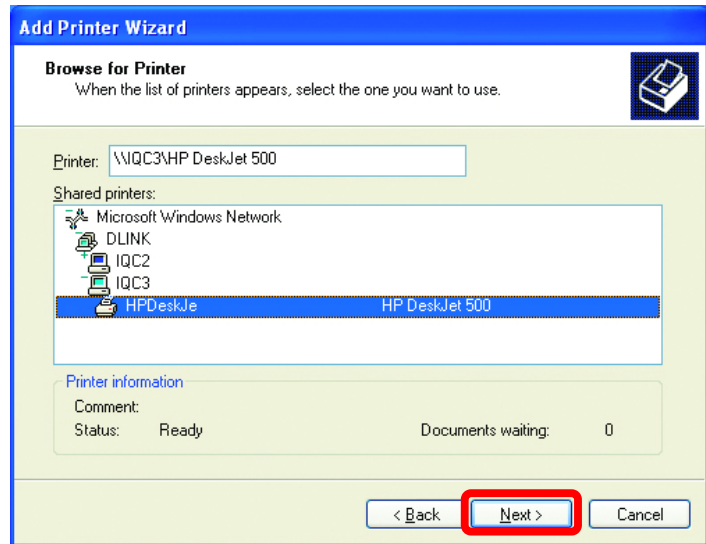 Add Printer Wizard
Browse for Printer
When the list of printers appears, select the one you want to use.
Printer: \\IQC3\HP DeskJet 500
Shared printers:
Microsoft Windows Network
DLINK
IQC2
IQC3
HPDeskJe HP DeskJet 500
Printer information
Comment:
Status: Ready Documents waiting: 0
< Back Next > Cancel